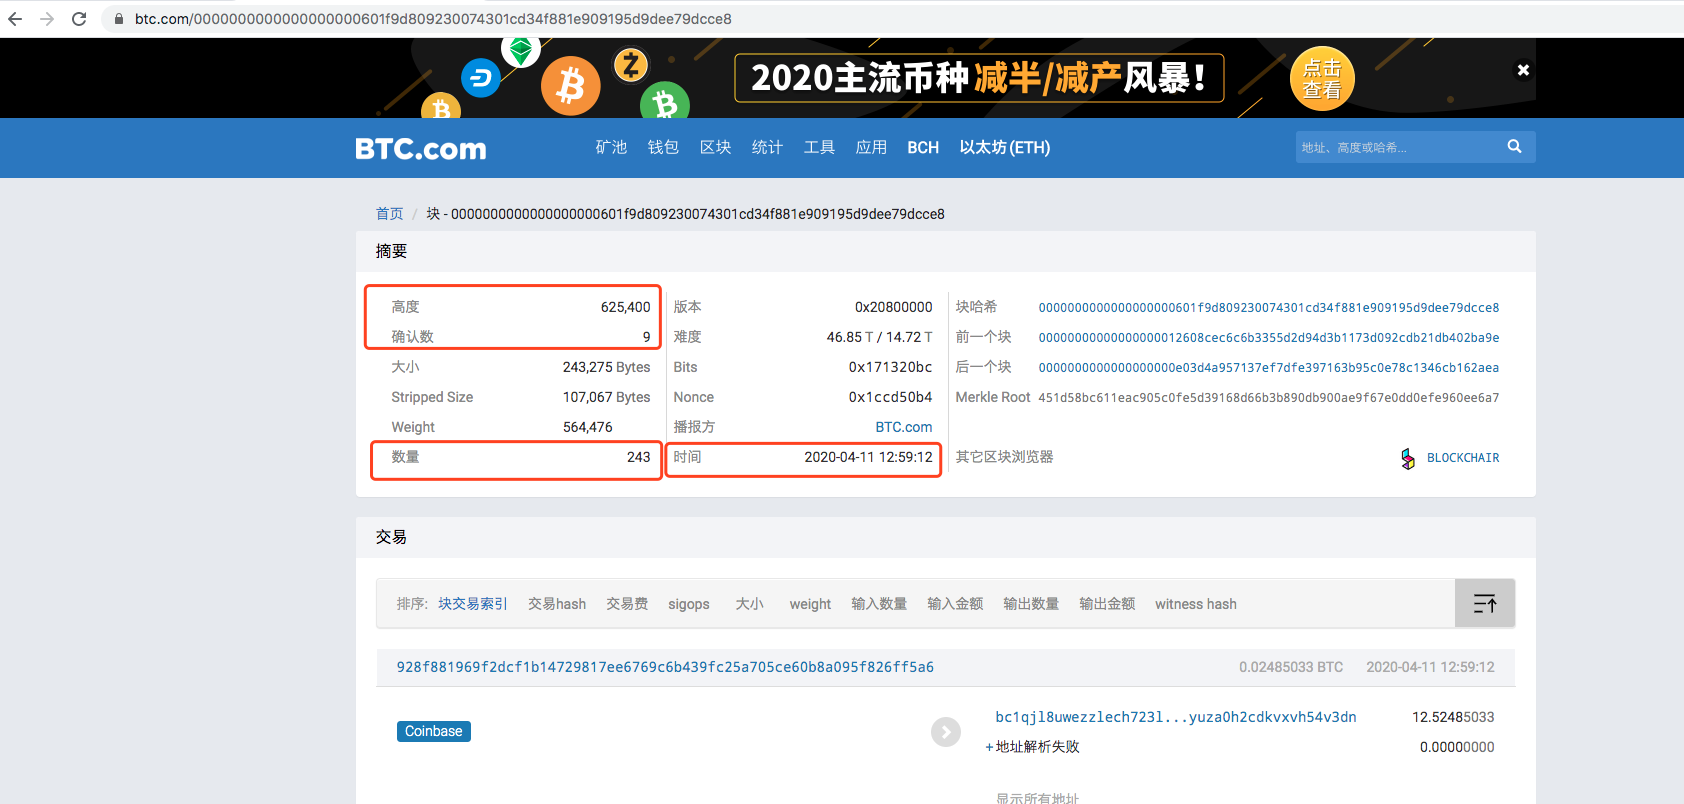 btc.com/0000000000000000000601f9d809230074301cd34f881e909195d9dee79dcce8
2020主流币种减半/减产风暴!
点击查看
BTC.com
矿池 钱包 区块 统计 工具 应用 BCH 以太坊(ETH)
地址、高度或哈希...
首页 / 块 - 0000000000000000000601f9d809230074301cd34f881e909195d9dee79dcce8
摘要
高度 625,400
确认数 9
大小 243,275 Bytes
Stripped Size 107,067 Bytes
Weight 564,476
数量 243
版本 0x20800000
难度 46.85 T / 14.72 T
Bits 0x171320bc
Nonce 0x1ccd50b4
播报方 BTC.com
时间 2020-04-11 12:59:12
块哈希 0000000000000000000601f9d809230074301cd34f881e909195d9dee79dcce8
前一个块 00000000000000000012608cec6c6b3355d2d94d3b1173d092cdb21db402ba9e
后一个块 0000000000000000000e03d4a957137ef7dfe397163b95c0e78c1346cb162aea
Merkle Root 451d58bc611eac905c0fe5d39168d66b3b890db900ae9f67e0dd0efe960ee6a7
其它区块浏览器 BLOCKCHAIR
交易
排序: 块交易索引 交易hash 交易费 sigops 大小 weight 输入数量 输入金额 输出数量 输出金额 witness hash
928f881969f2dcf1b14729817ee6769c6b439fc25a705ce60b8a095f826ff5a6 0.02485033 BTC 2020-04-11 12:59:12
Coinbase
bc1qjl8uwezzlech723l...yuza0h2cdkvxvh54v3dn 12.52485033
+地址解析失败 0.00000000
显示所有地址